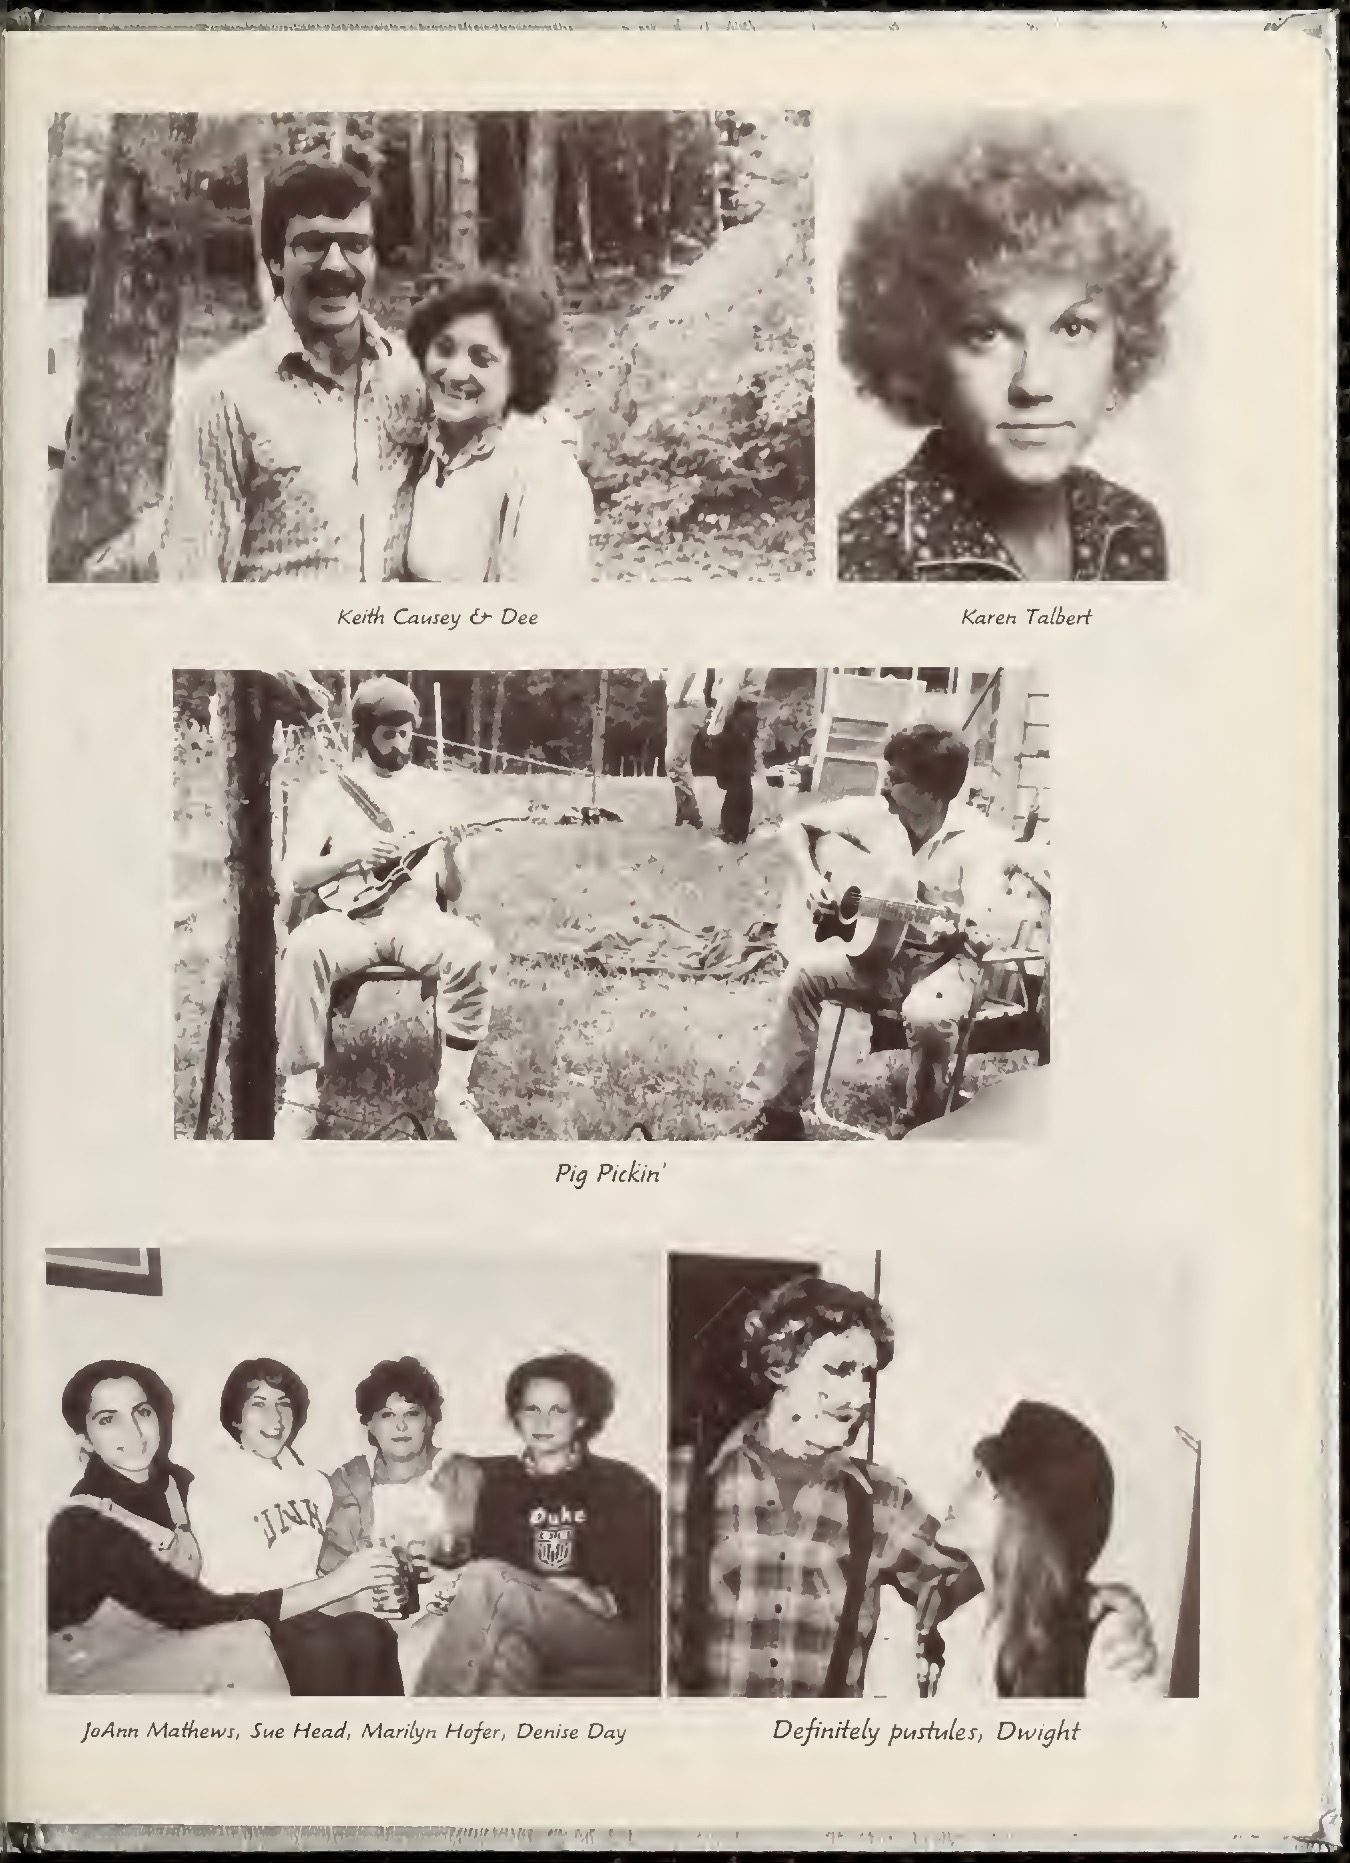 Keith Causey & Dee
Karen Talbert
Pig Pickin'
Duke
JoAnn Mathews, Sue Head, Marilyn Hofer, Denise Day
Definitely pustules, Dwight